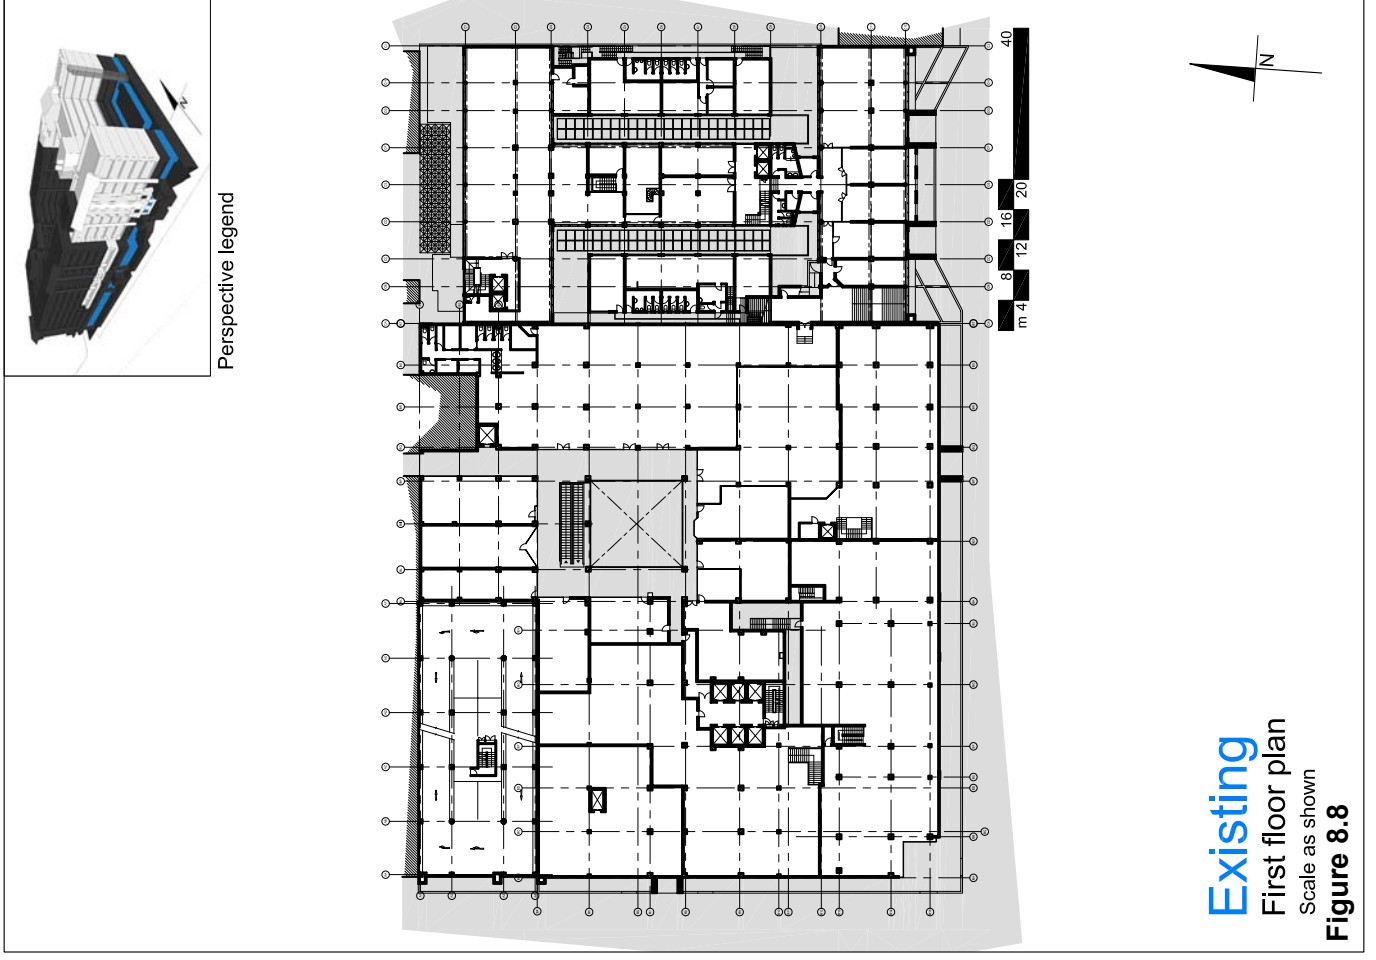 Existing
First floor plan
Scale as shown
Figure 8.8
Perspective legend
N
N
m 4 8 12 16 20 40